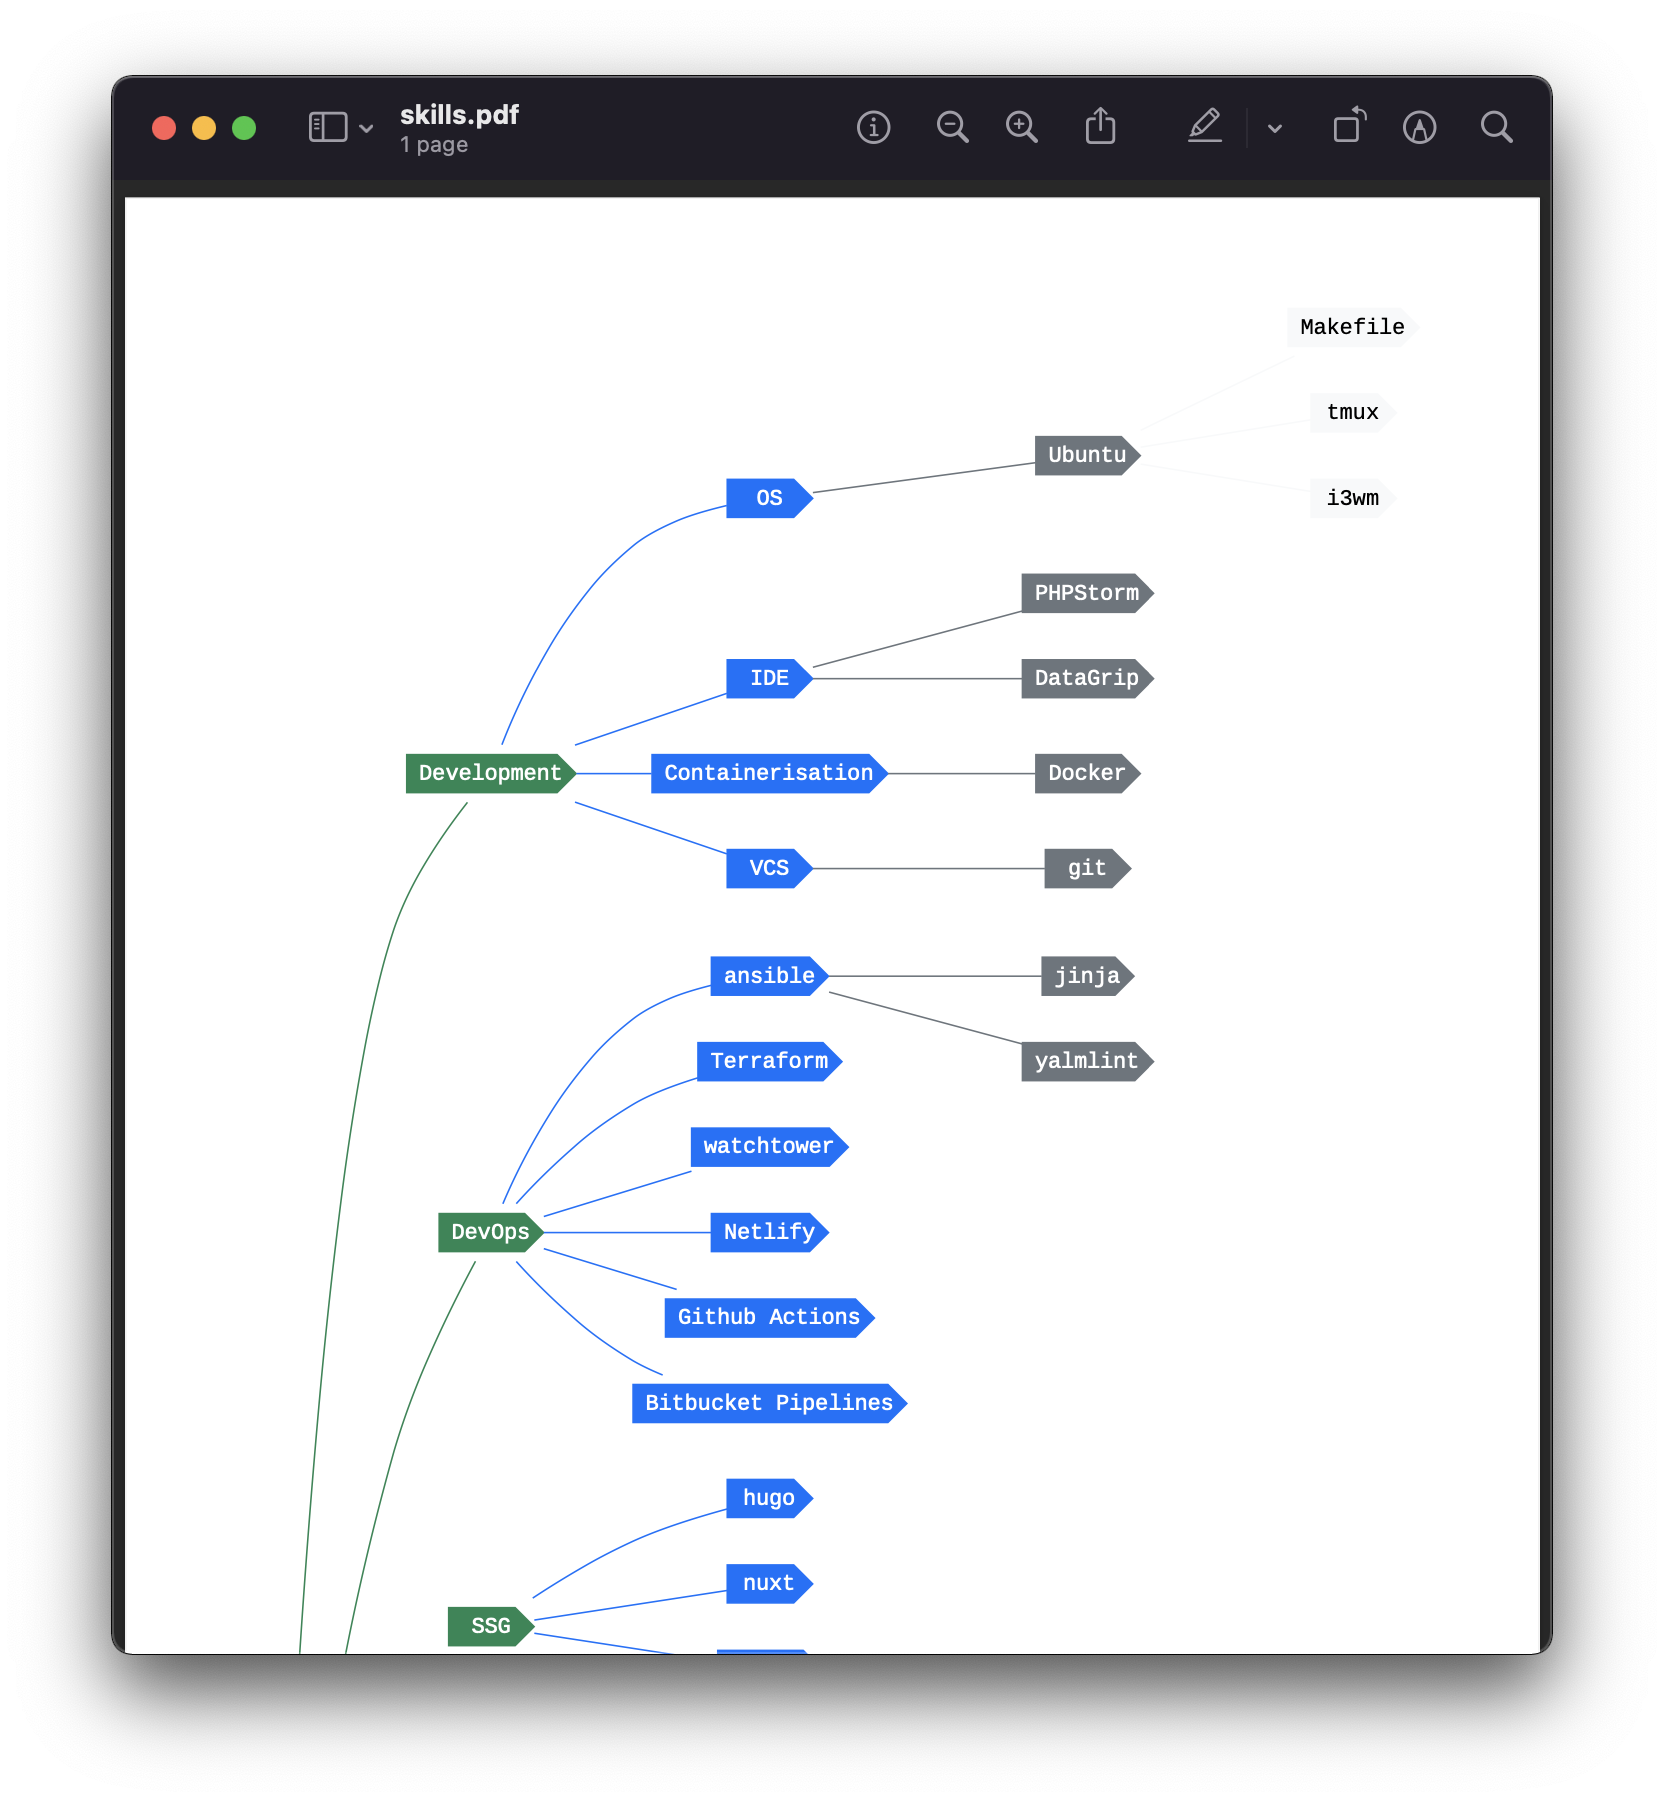 skills.pdf
1 page
Makefile
tmux
Ubuntu
i3wm
OS
PHPStorm
IDE
DataGrip
Development
Containerisation
Docker
VCS
git
ansible
jinja
Terraform
yalmlint
watchtower
DevOps
Netlify
Github Actions
Bitbucket Pipelines
hugo
nuxt
SSG